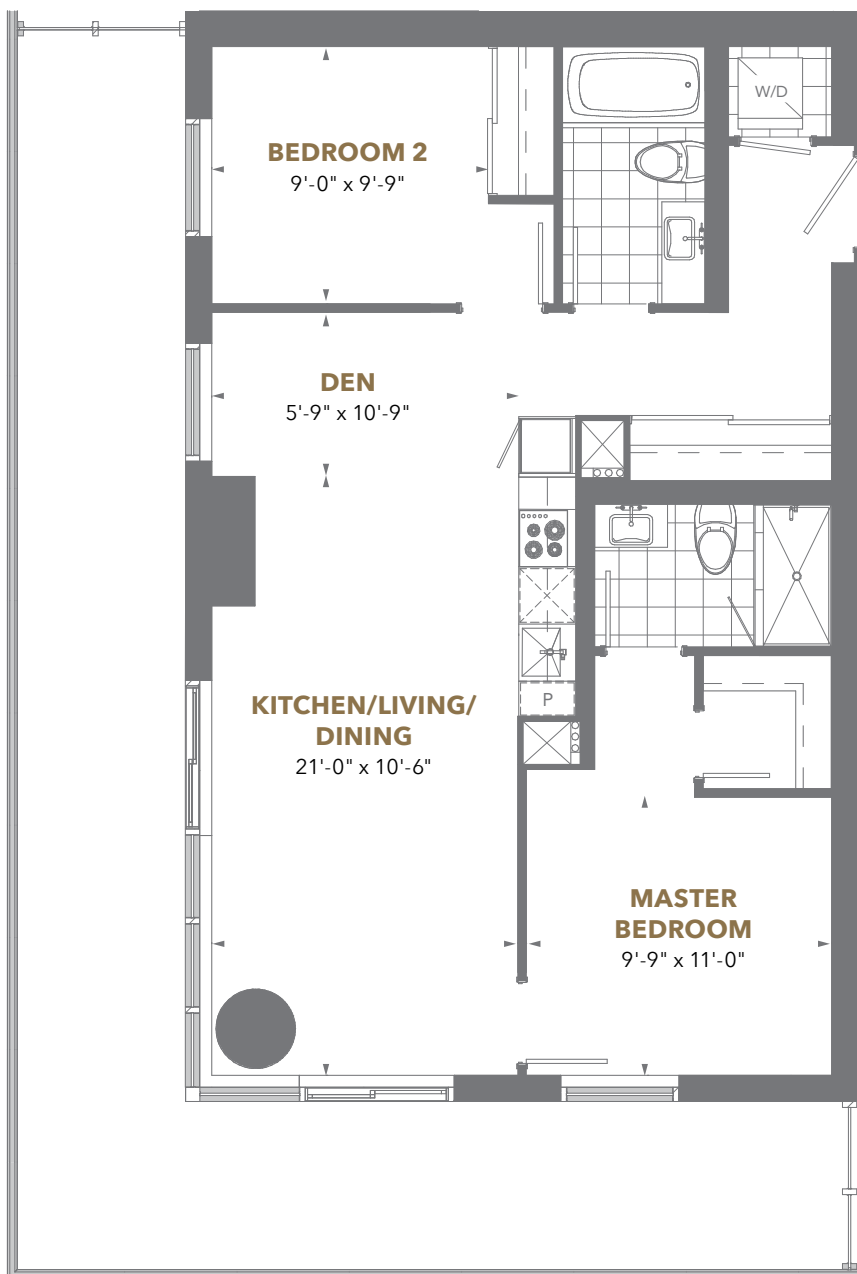 W/D
BEDROOM 2
9'-0" x 9'-9"
DEN
5'-9" x 10'-9"
P
KITCHEN/LIVING/
DINING
21'-0" x 10'-6"
MASTER
BEDROOM
9'-9" x 11'-0"